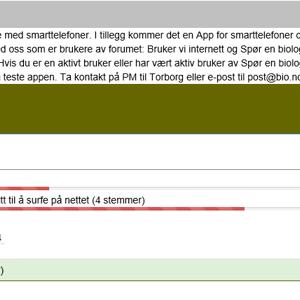 e med smarttelefoner. I tillegg kommer det en App for smarttelefoner o
d oss som er brukere av forumet: Bruker vi internett og Spør en biolog
Hvis du er en aktivt bruker eller har vært aktiv bruker av Spør en biolo
teste appen. Ta kontakt på PM til Torborg eller e-post til post@bio.no
tt til å surfe på nettet (4 stemmer)
)